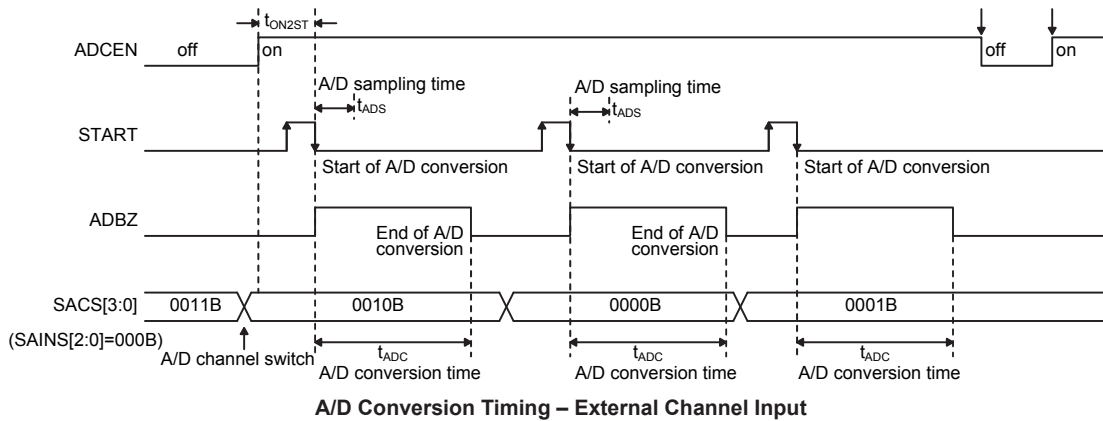 tON2ST
ADCEN off on off on
A/D sampling time A/D sampling time
tADS tADS
START
Start of A/D conversion Start of A/D conversion Start of A/D conversion
ADBZ
End of A/D conversion End of A/D conversion
SACS[3:0] 0011B 0010B 0000B 0001B
(SAINS[2:0]=000B)
A/D channel switch
tADC tADC tADC
A/D conversion time A/D conversion time A/D conversion time
A/D Conversion Timing – External Channel Input